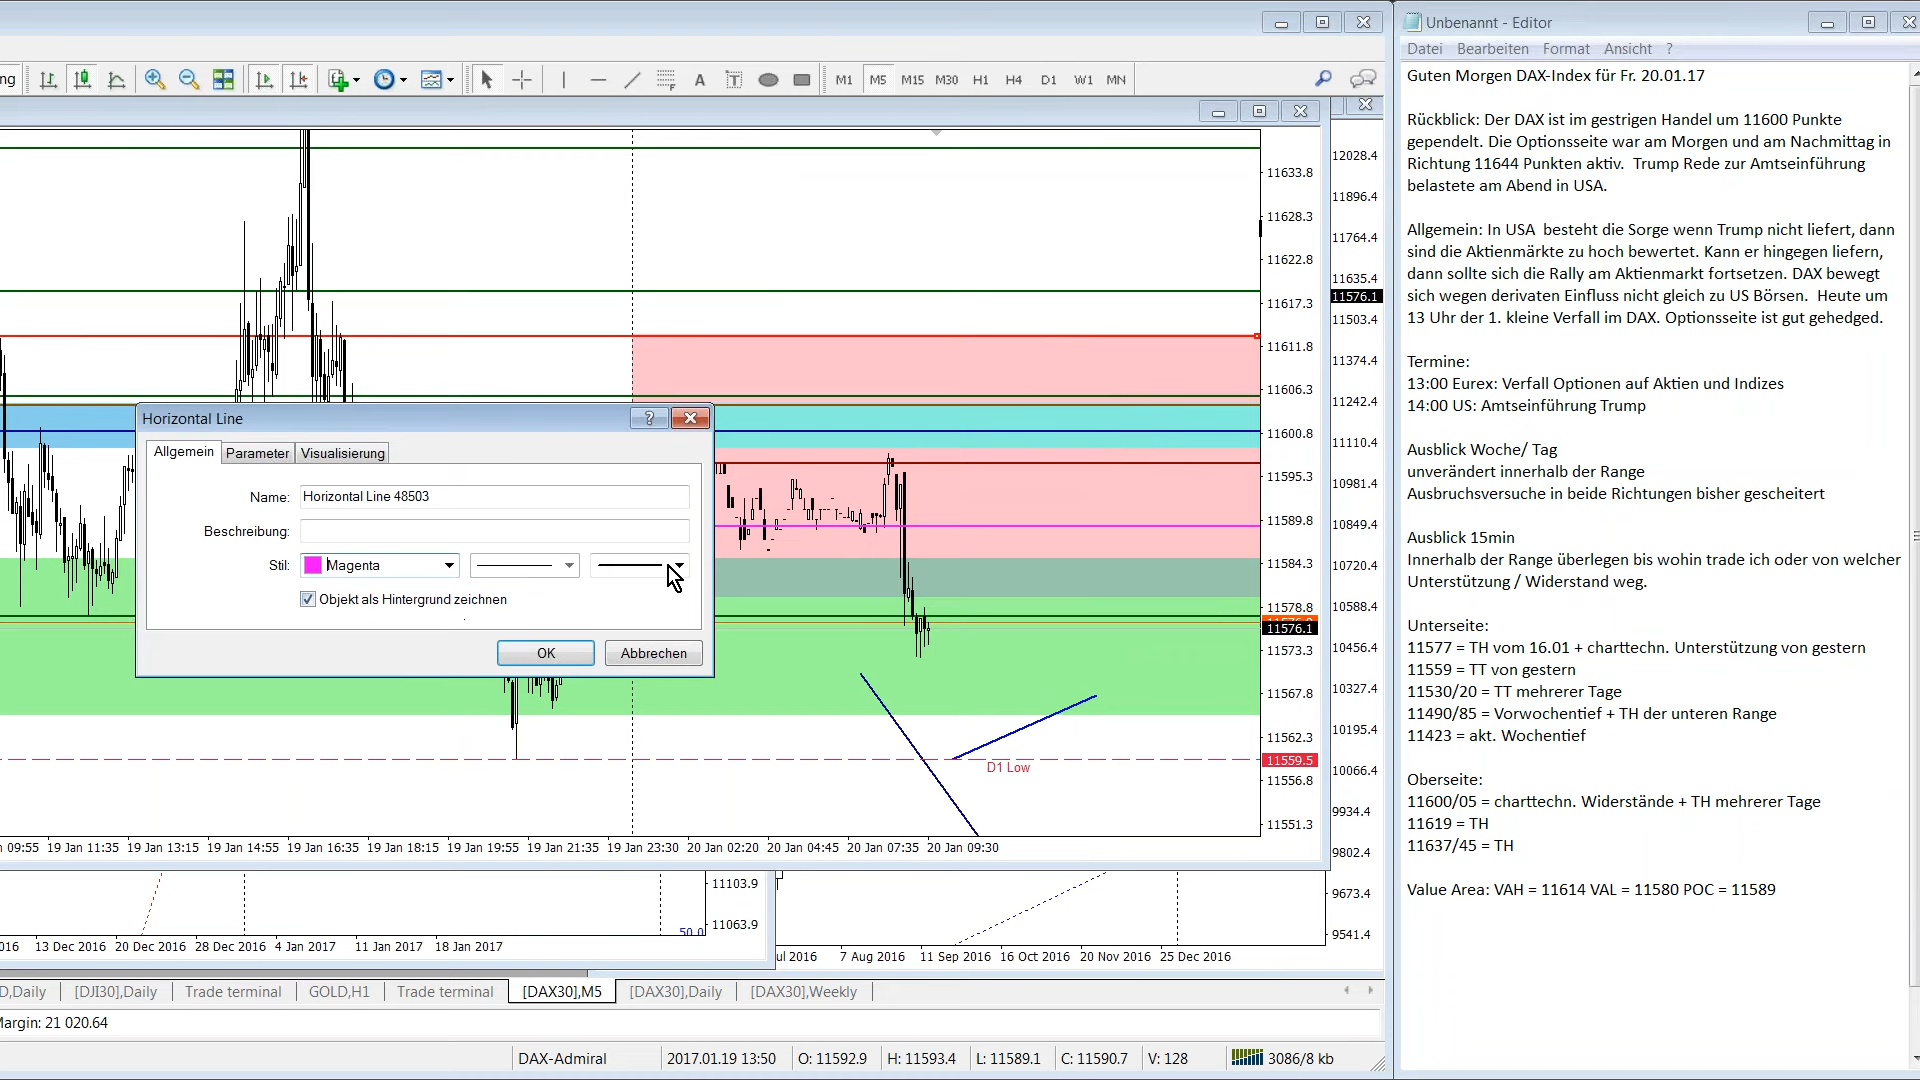 Unbenannt - Editor
Datei Bearbeiten Format Ansicht ?
ng
A
T
M1 M5 M15 M30 H1 H4 D1 W1 MN
Guten Morgen DAX-Index für Fr. 20.01.17
Rückblick: Der DAX ist im gestrigen Handel um 11600 Punkte
gependelt. Die Optionsseite war am Morgen und am Nachmittag in
Richtung 11644 Punkten aktiv.  Trump Rede zur Amtseinführung
belastete am Abend in USA.
Allgemein: In USA  besteht die Sorge wenn Trump nicht liefert, dann
sind die Aktienmärkte zu hoch bewertet. Kann er hingegen liefern,
dann sollte sich die Rally am Aktienmarkt fortsetzen. DAX bewegt
sich wegen derivaten Einfluss nicht gleich zu US Börsen.  Heute um
13 Uhr der 1. kleine Verfall im DAX. Optionsseite ist gut gehedged.
Termine:
13:00 Eurex: Verfall Optionen auf Aktien und Indizes
14:00 US: Amtseinführung Trump
Ausblick Woche/ Tag
unverändert innerhalb der Range
Ausbruchsversuche in beide Richtungen bisher gescheitert
Ausblick 15min
Innerhalb der Range überlegen bis wohin trade ich oder von welcher
Unterstützung / Widerstand weg.
Unterseite:
11577 = TH vom 16.01 + charttechn. Unterstützung von gestern
11559 = TT von gestern
11530/20 = TT mehrerer Tage
11490/85 = Vorwochentief + TH der unteren Range
11423 = akt. Wochentief
Oberseite:
11600/05 = charttechn. Widerstände + TH mehrerer Tage
11619 = TH
11637/45 = TH
Value Area: VAH = 11614 VAL = 11580 POC = 11589
11633.8
11628.3
11622.8
11617.3
11611.8
11606.3
11600.8
11595.3
11589.8
11584.3
11578.8
11576.1
11573.3
11567.8
11562.3
11559.5
11556.8
11551.3
12028.4
11896.4
11764.4
11635.4
11576.1
11503.4
11374.4
11242.4
11110.4
10981.4
10849.4
10720.4
10588.4
10456.4
10327.4
10195.4
10066.4
9934.4
9802.4
9673.4
9541.4
Horizontal Line
?
Allgemein Parameter Visualisierung
Name: Horizontal Line 48503
Beschreibung:
Stil: Magenta
Objekt als Hintergrund zeichnen
OK Abbrechen
D1 Low
09:55 19 Jan 11:35 19 Jan 13:15 19 Jan 14:55 19 Jan 16:35 19 Jan 18:15 19 Jan 19:55 19 Jan 21:35 19 Jan 23:30 20 Jan 02:20 20 Jan 04:45 20 Jan 07:35 20 Jan 09:30
11103.9
11063.9
50.0
016 13 Dec 2016 20 Dec 2016 28 Dec 2016 4 Jan 2017 11 Jan 2017 18 Jan 2017
ul 2016 7 Aug 2016 11 Sep 2016 16 Oct 2016 20 Nov 2016 25 Dec 2016
D,Daily [DJI30],Daily Trade terminal GOLD,H1 Trade terminal [DAX30],M5 [DAX30],Daily [DAX30],Weekly
Margin: 21 020.64
DAX-Admiral 2017.01.19 13:50 O: 11592.9 H: 11593.4 L: 11589.1 C: 11590.7 V: 128 3086/8 kb